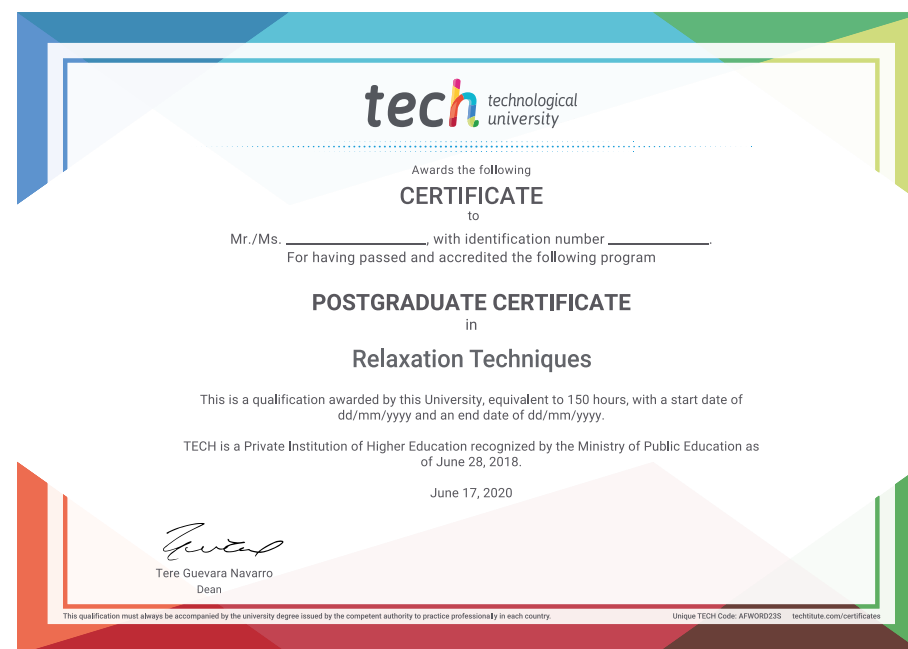 tech technological
university
Awards the following
CERTIFICATE
to
Mr./Ms. ____________, with identification number ____________.
For having passed and accredited the following program
POSTGRADUATE CERTIFICATE
in
Relaxation Techniques
This is a qualification awarded by this University, equivalent to 150 hours, with a start date of
dd/mm/yyyy and an end date of dd/mm/yyyy.
TECH is a Private Institution of Higher Education recognized by the Ministry of Public Education as
of June 28, 2018.
June 17, 2020
Tere Guevara Navarro
Dean
This qualification must always be accompanied by the university degree issued by the competent authority to practice professionally in each country. Unique TECH Code: AFWORD23S techtitute.com/certificates